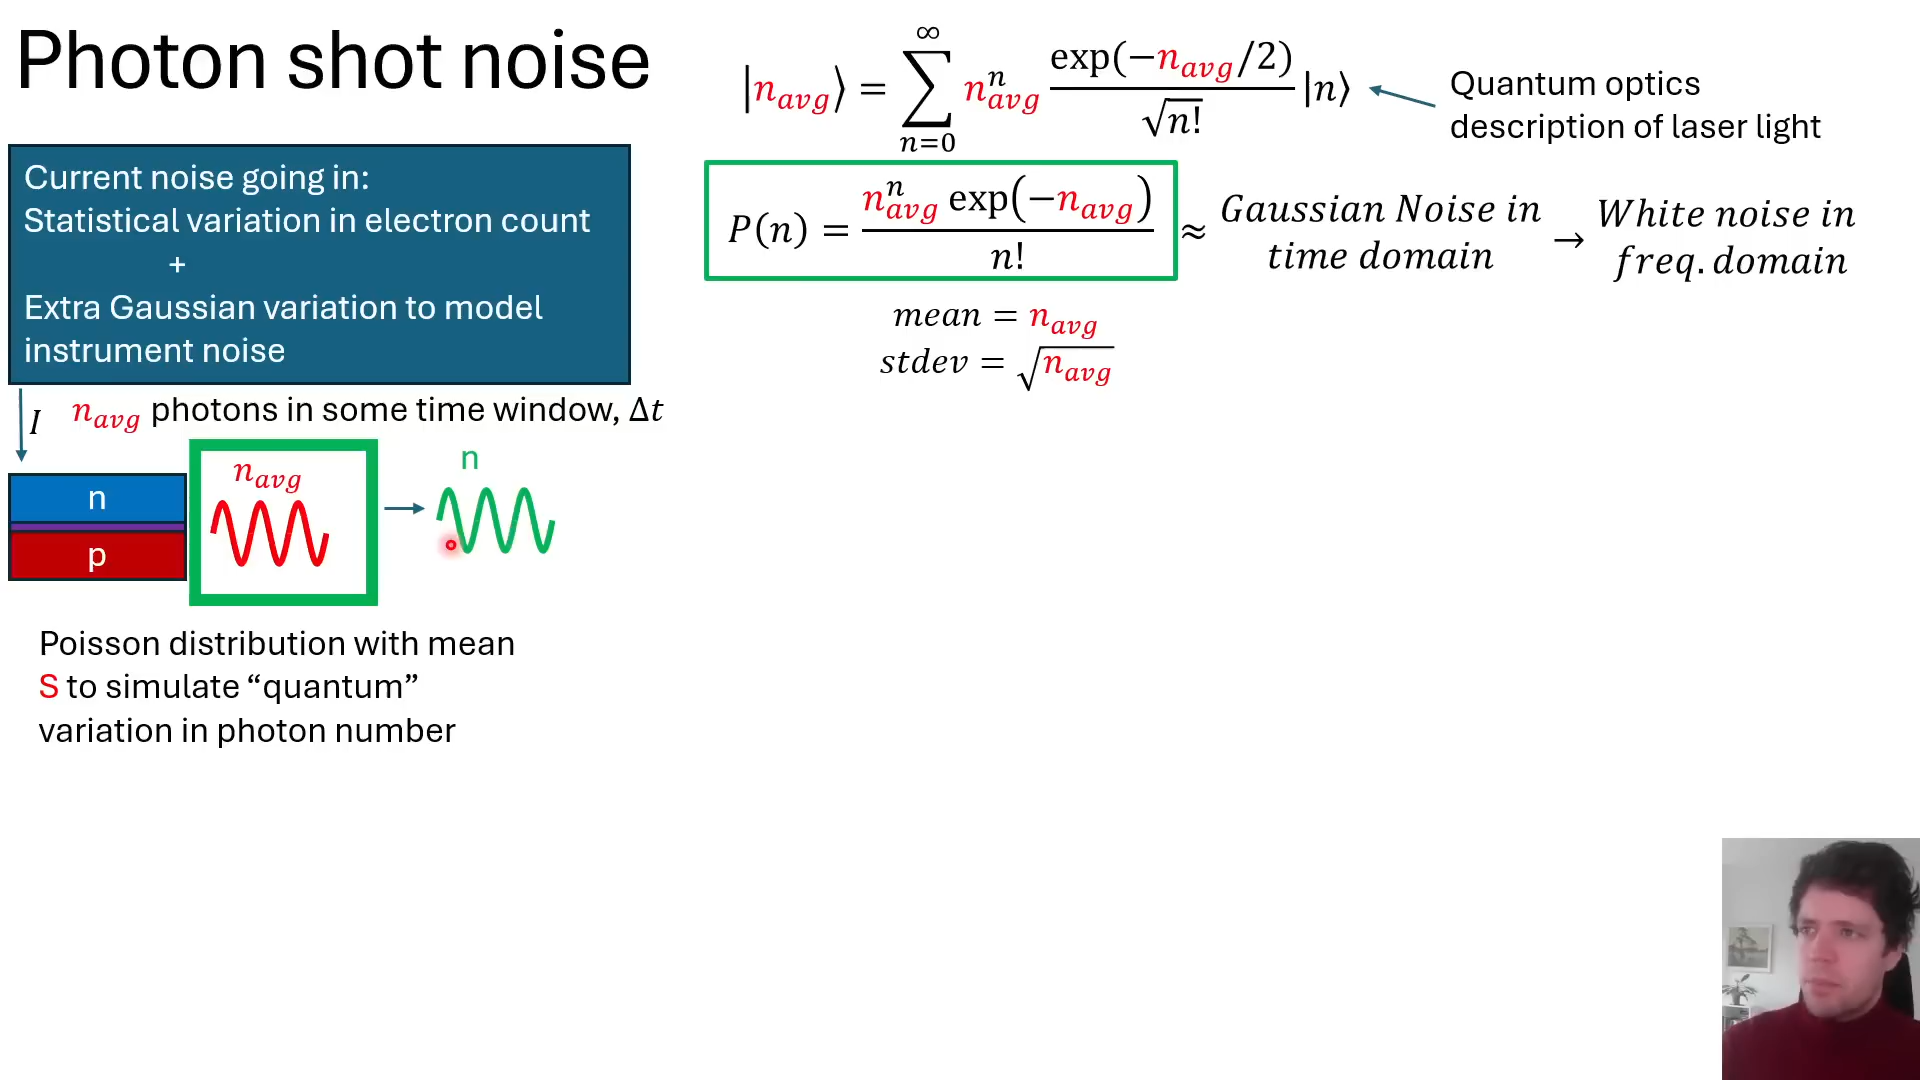 Photon shot noise
|n_avg⟩ = ∑_{n=0}^{∞} n_avg^n exp(−n_avg/2)/√n! |n⟩
Quantum optics
description of laser light
Current noise going in:
Statistical variation in electron count
+
Extra Gaussian variation to model
instrument noise
P(n) = n_avg^n exp(−n_avg)/n! ≈ Gaussian Noise in time domain → White noise in freq. domain
mean = n_avg
stdev = √n_avg
I
n_avg photons in some time window, Δt
n
p
n_avg
n
Poisson distribution with mean
S to simulate “quantum”
variation in photon number